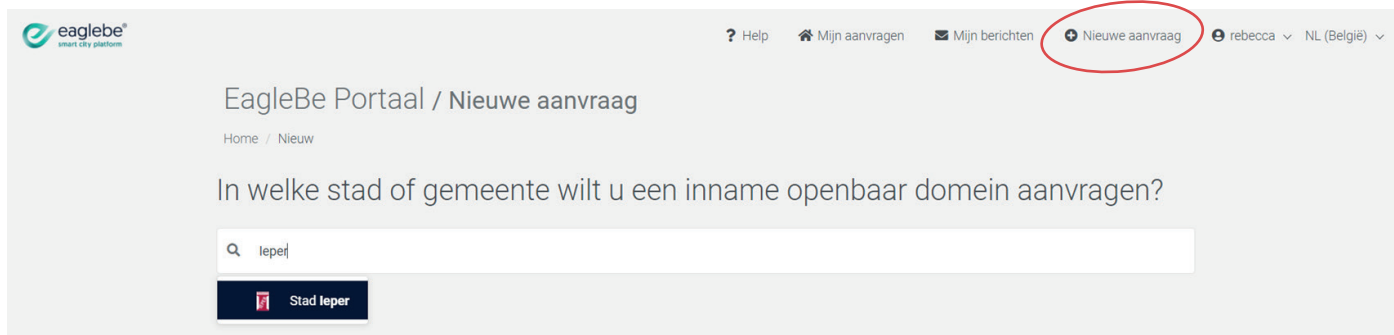 eaglebe®
smart city platform
Help Mijn aanvragen Mijn berichten Nieuwe aanvraag rebecca NL (België)
EagleBe Portaal / Nieuwe aanvraag
Home / Nieuw
In welke stad of gemeente wilt u een inname openbaar domein aanvragen?
Ieper
Stad Ieper